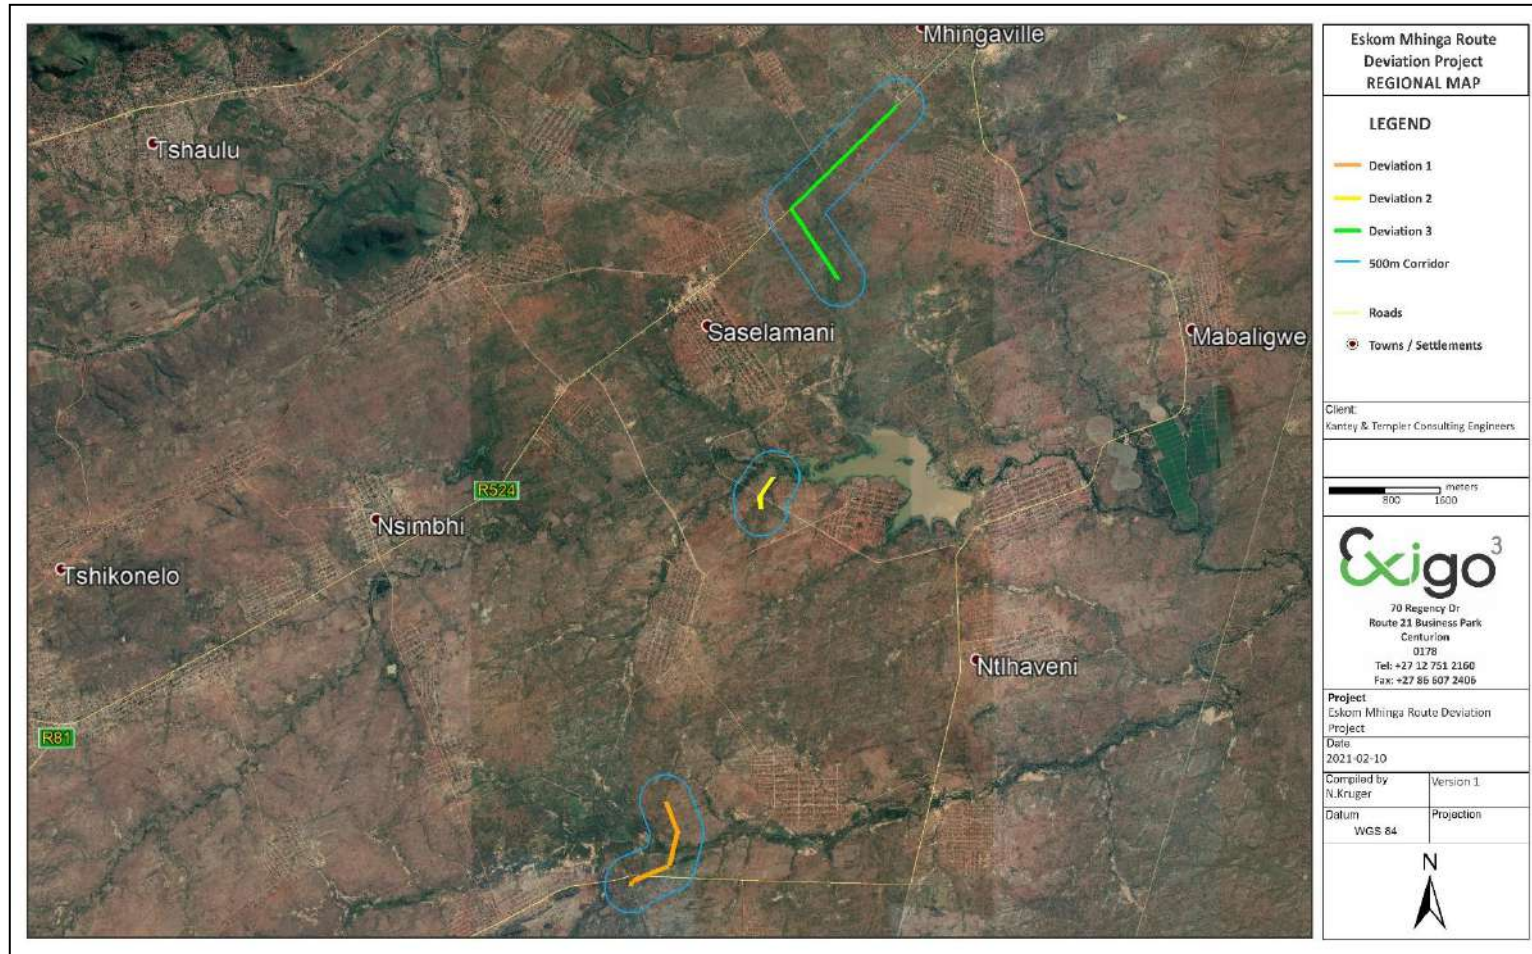 Mhingaville
Tshaulu
Saselamani
Mabaligwe
R524
Nsimbhi
Tshikonelo
Ntlhaveni
R81
Eskom Mhinga Route
Deviation Project
REGIONAL MAP
LEGEND
Deviation 1
Deviation 2
Deviation 3
500m Corridor
Roads
Towns / Settlements
Client:
Kantey & Templer Consulting Engineers
meters
800 1600
Exigo3
70 Regency Dr
Route 21 Business Park
Centurion
0178
Tel: +27 12 751 2160
Fax: +27 86 607 2406
Project
Eskom Mhinga Route Deviation
Project
Date
2021-02-10
Compiled by
N.Kruger
Version 1
Datum
WGS 84
Projection
N